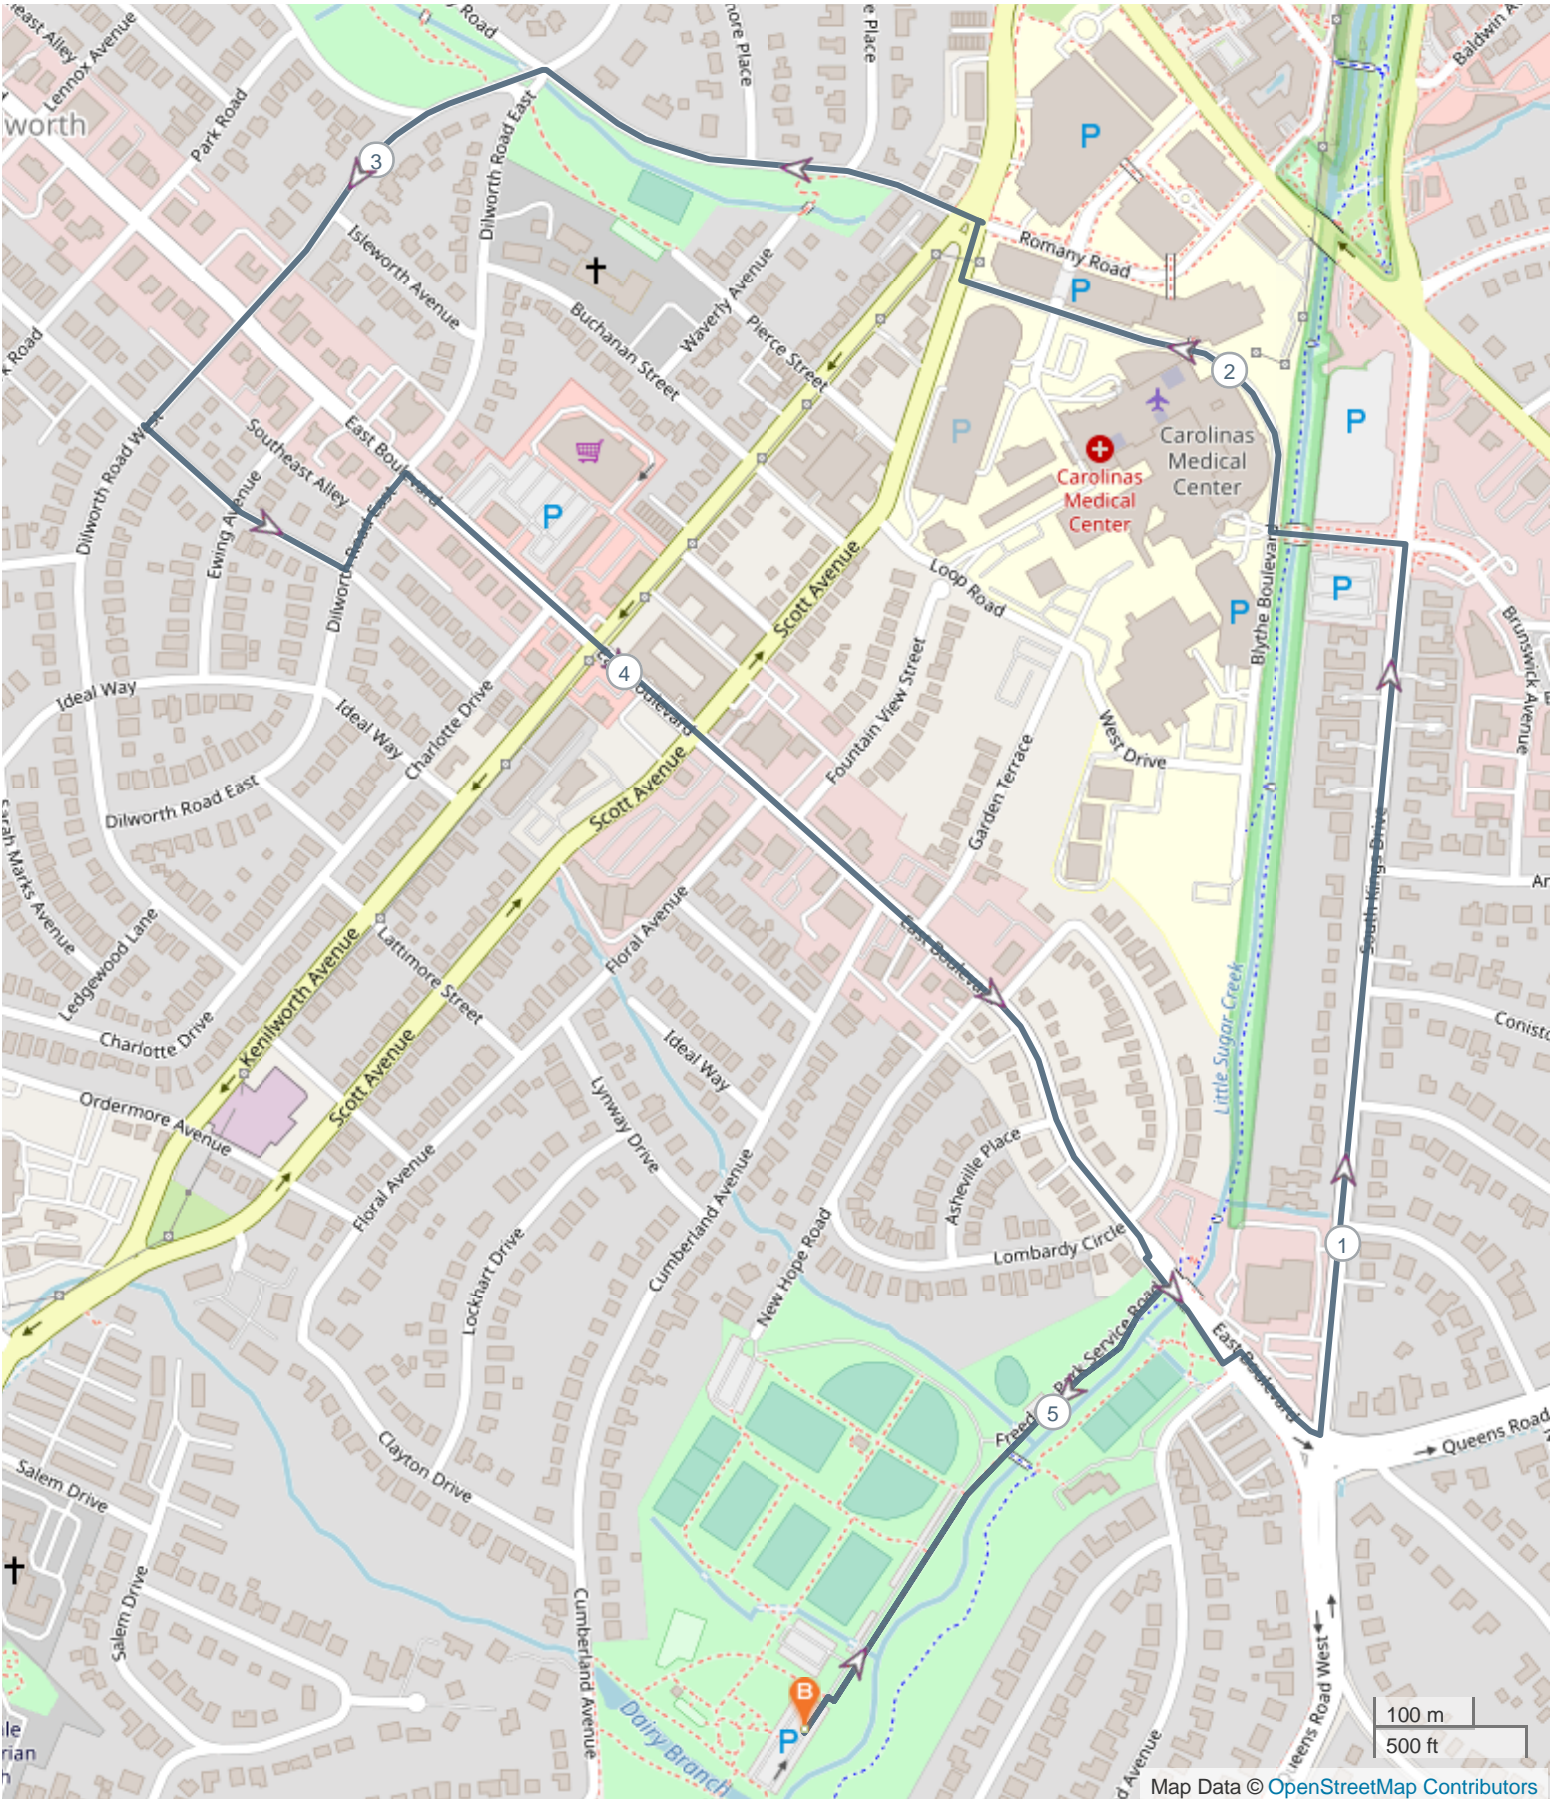 Lennox Avenue
Park Road
worth
Dilworth Road East
Isleworth Avenue
Buchanan Street
Waverly Avenue
Pierce Street
Romany Road
P
P
P
P
P
P
P
P
3
2
Baldwin
East Boulevard
Southeast Alley
Dilworth Road West
Ewing Avenue
Dilworth Road East
Carolinas
Medical
Center
Carolinas
Medical
Center
Loop Road
Blythe Boulevard
Scott Avenue
Brunswick Avenue
Ideal Way
Ideal Way
Charlotte Drive
4
Fountain View Street
Garden Terrace
West Drive
Dilworth Road East
Scott Avenue
South Kings Drive
Sarah Marks Avenue
Ledgewood Lane
Charlotte Drive
Kenilworth Avenue
Lattimore Street
Floral Avenue
East Boulevard
Ideal Way
Little Sugar Creek
Ordermore Avenue
Scott Avenue
Floral Avenue
Lynway Drive
Lockhart Drive
Cumberland Avenue
New Hope Road
Asheville Place
Lombardy Circle
1
East Boulevard
Park Service Road
5
Queens Road
Clayton Drive
Salem Drive
Salem Drive
Cumberland Avenue
Dairy Branch
B
P
Queens Road West
100 m
500 ft
Map Data © OpenStreetMap Contributors